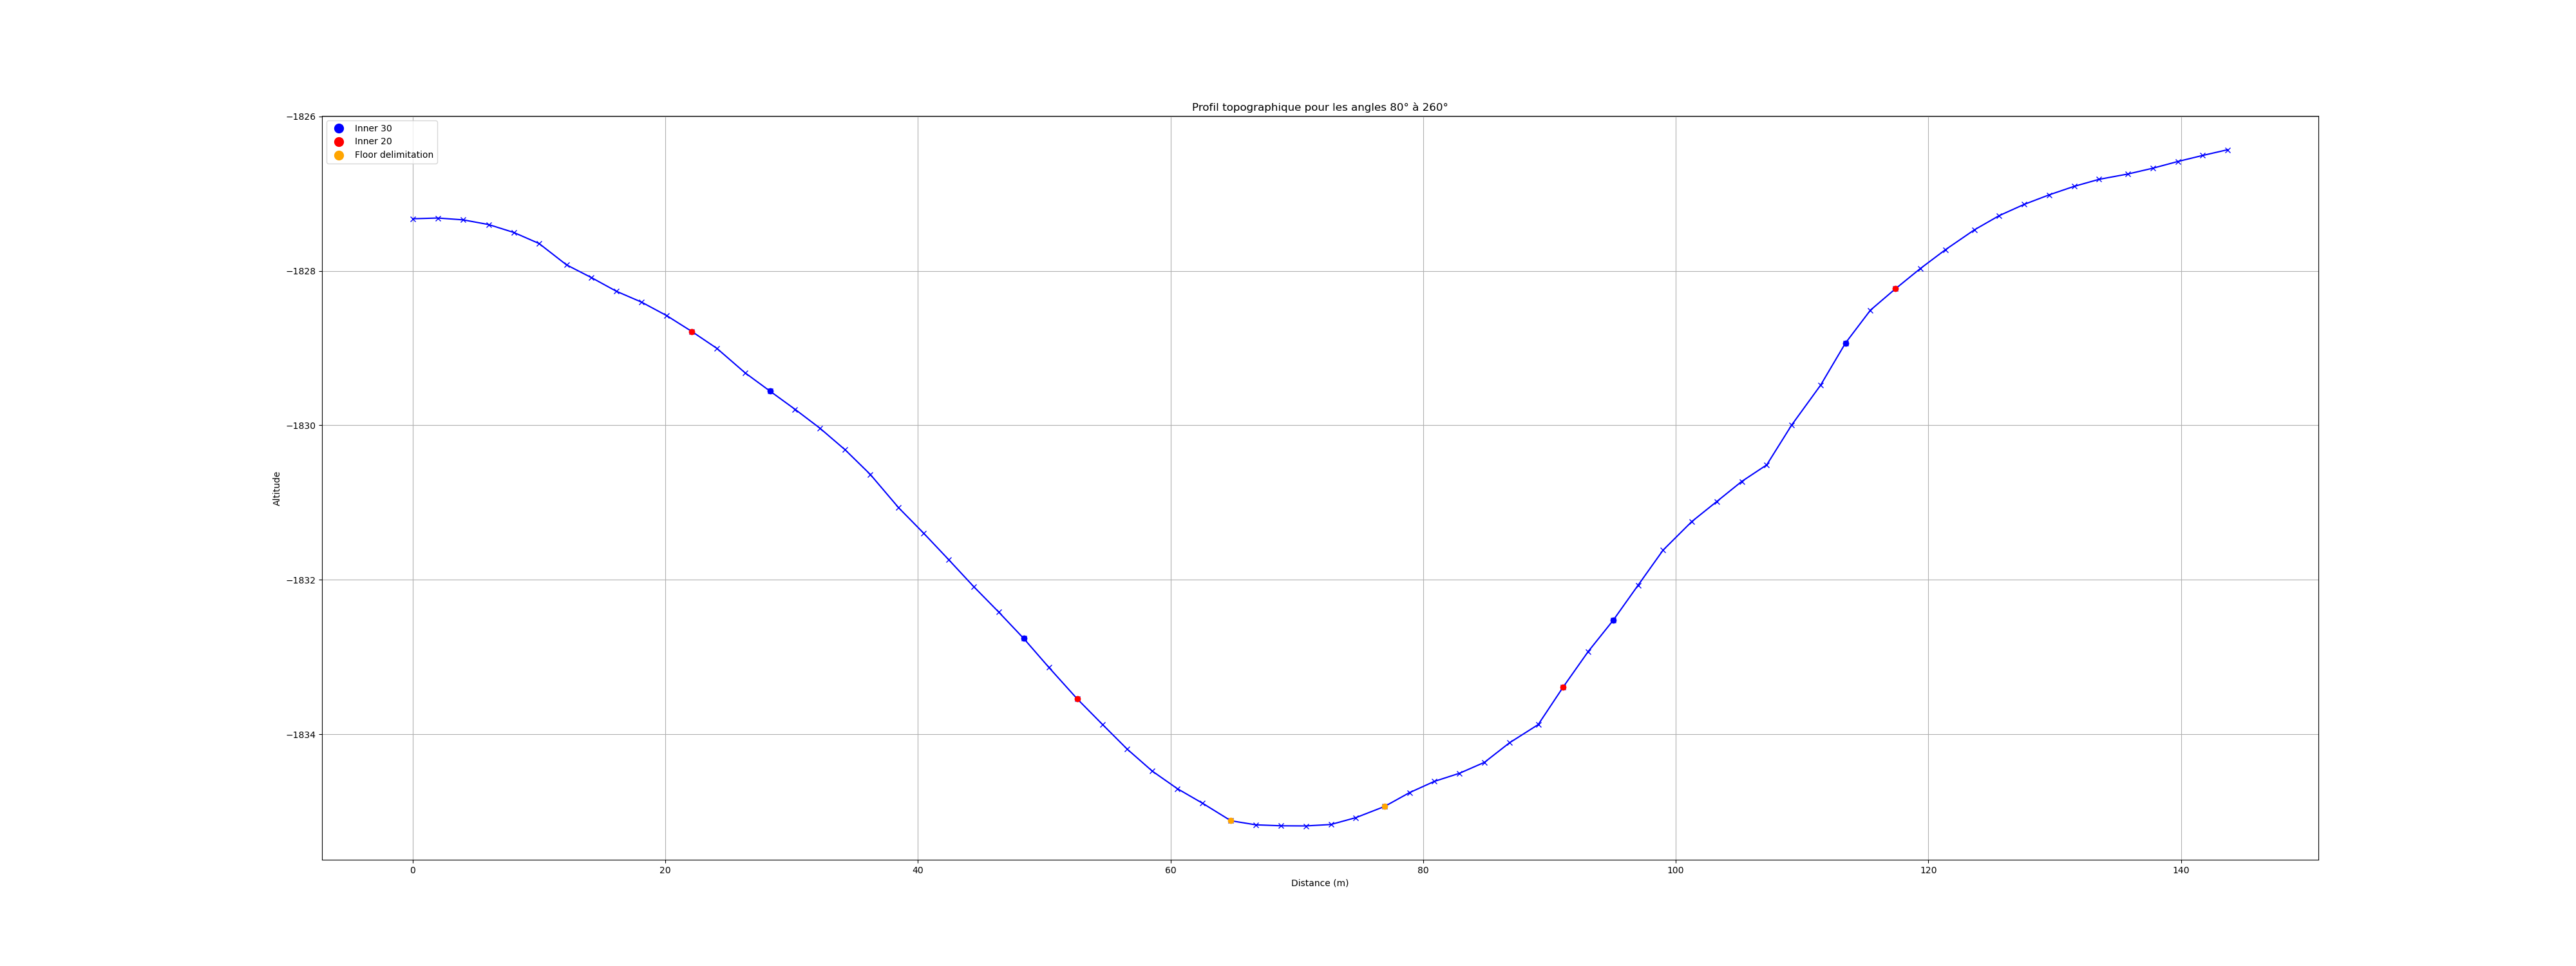 Profil topographique pour les angles 80° à 260°
Inner 30
Inner 20
Floor delimitation
−1826
−1828
−1830
−1832
−1834
Altitude
0 20 40 60 80 100 120 140
Distance (m)